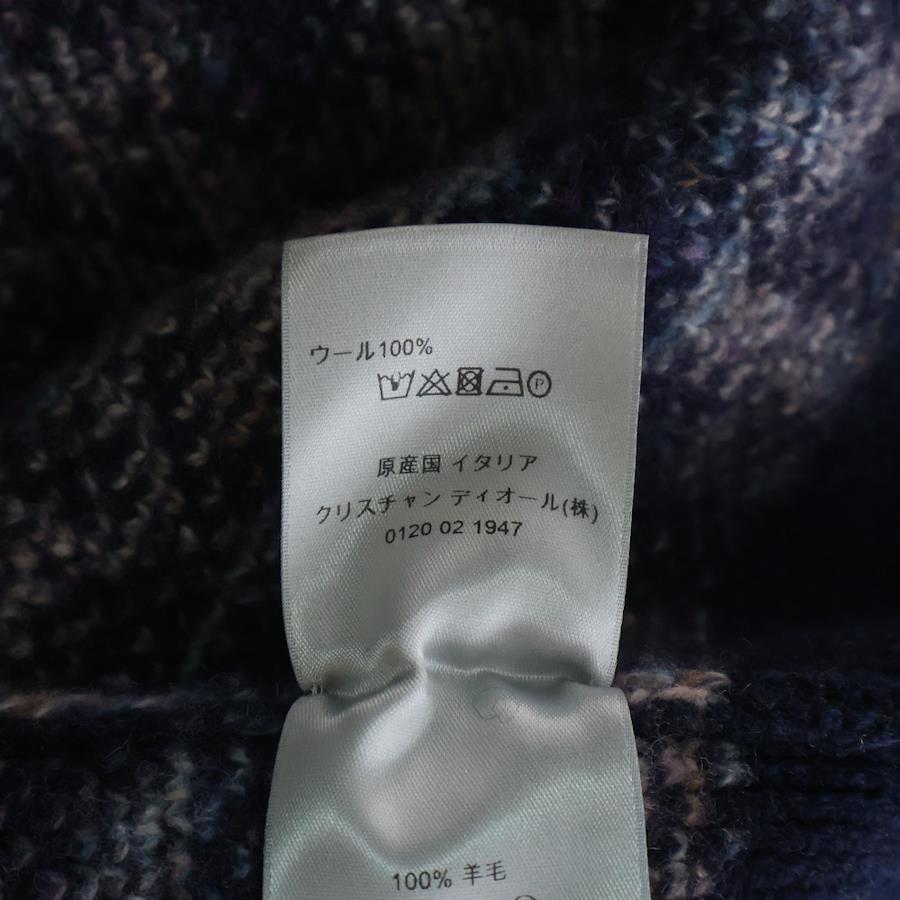 ウール100%
P
原産国 イタリア
クリスチャン ディオール(株)
0120 02 1947
100% 羊毛